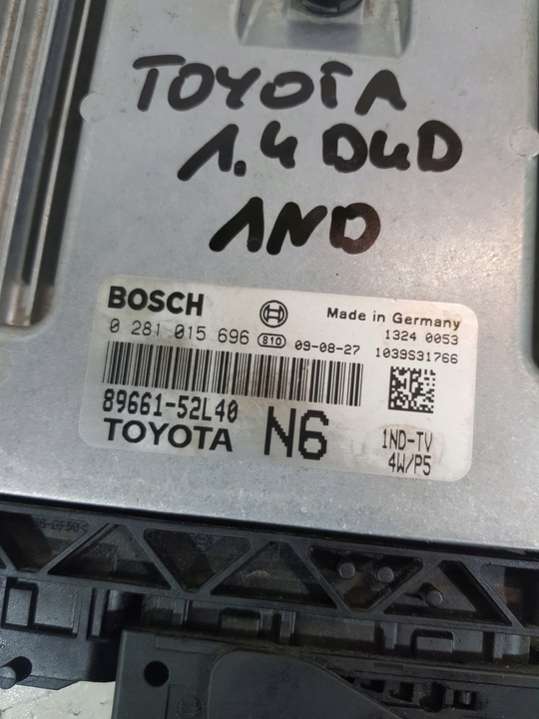 TOYOTA
1.4 D4D
1ND
BOSCH
Made in Germany
0 281 015 696 810 09-08-27
1324 0053
1039S31766
89661-52L40
TOYOTA N6
1ND-TV
4W/P5